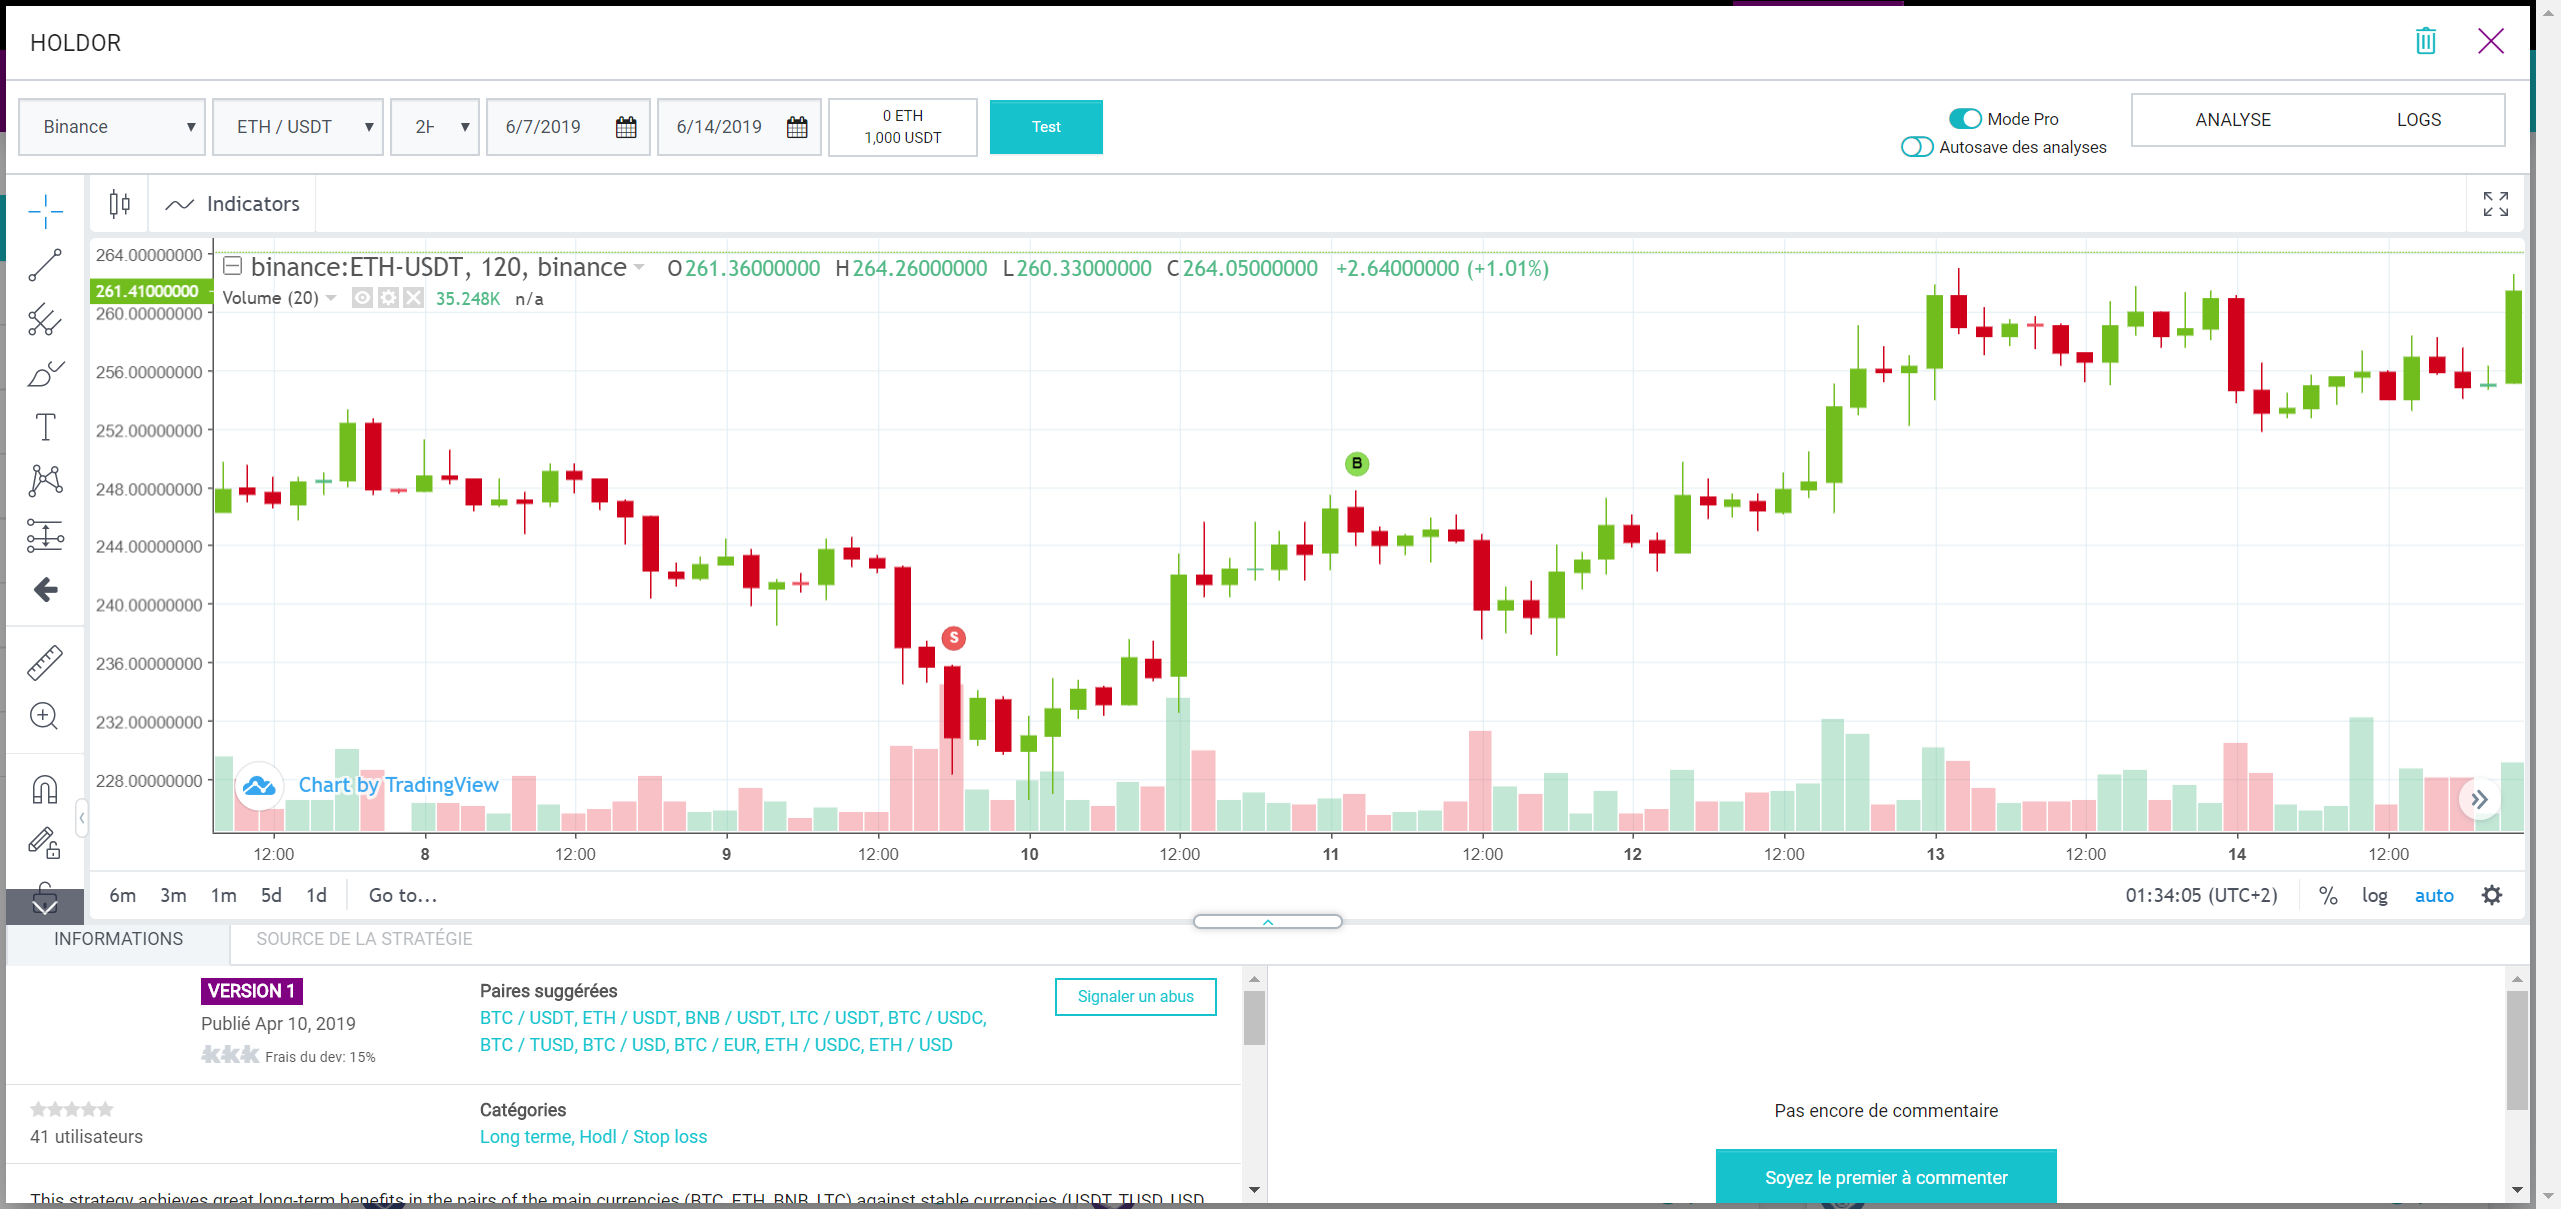 HOLDOR
Binance
ETH / USDT
2H
6/7/2019
6/14/2019
0 ETH
1,000 USDT
Test
Mode Pro
Autosave des analyses
ANALYSE
LOGS
Indicators
binance:ETH-USDT, 120, binance O261.36000000 H264.26000000 L260.33000000 C264.05000000 +2.64000000 (+1.01%)
Volume (20) 35.248K n/a
264.00000000
261.41000000
260.00000000
256.00000000
252.00000000
248.00000000
244.00000000
240.00000000
236.00000000
232.00000000
228.00000000
B
S
Chart by TradingView
12:00 8 12:00 9 12:00 10 12:00 11 12:00 12 12:00 13 12:00 14 12:00
6m 3m 1m 5d 1d Go to...
01:34:05 (UTC+2) % log auto
INFORMATIONS
SOURCE DE LA STRATÉGIE
VERSION 1
Publié Apr 10, 2019
Frais du dev: 15%
Paires suggérées
BTC / USDT, ETH / USDT, BNB / USDT, LTC / USDT, BTC / USDC,
BTC / TUSD, BTC / USD, BTC / EUR, ETH / USDC, ETH / USD
Signaler un abus
41 utilisateurs
Catégories
Long terme, Hodl / Stop loss
This strategy achieves great long-term benefits in the pairs of the main currencies (BTC, ETH, BNB, LTC) against stable currencies (USDT, TUSD, USD,
Pas encore de commentaire
Soyez le premier à commenter